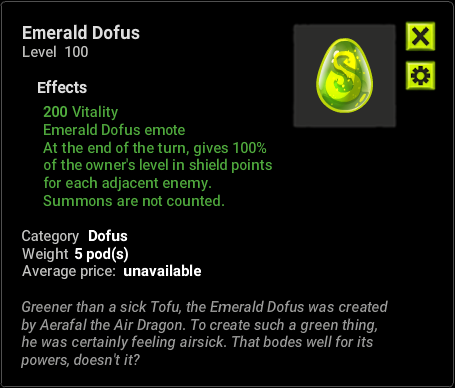 Emerald Dofus
Level 100
Effects
200 Vitality
Emerald Dofus emote
At the end of the turn, gives 100%
of the owner's level in shield points
for each adjacent enemy.
Summons are not counted.
Category Dofus
Weight 5 pod(s)
Average price: unavailable
Greener than a sick Tofu, the Emerald Dofus was created
by Aerafal the Air Dragon. To create such a green thing,
he was certainly feeling airsick. That bodes well for its
powers, doesn't it?